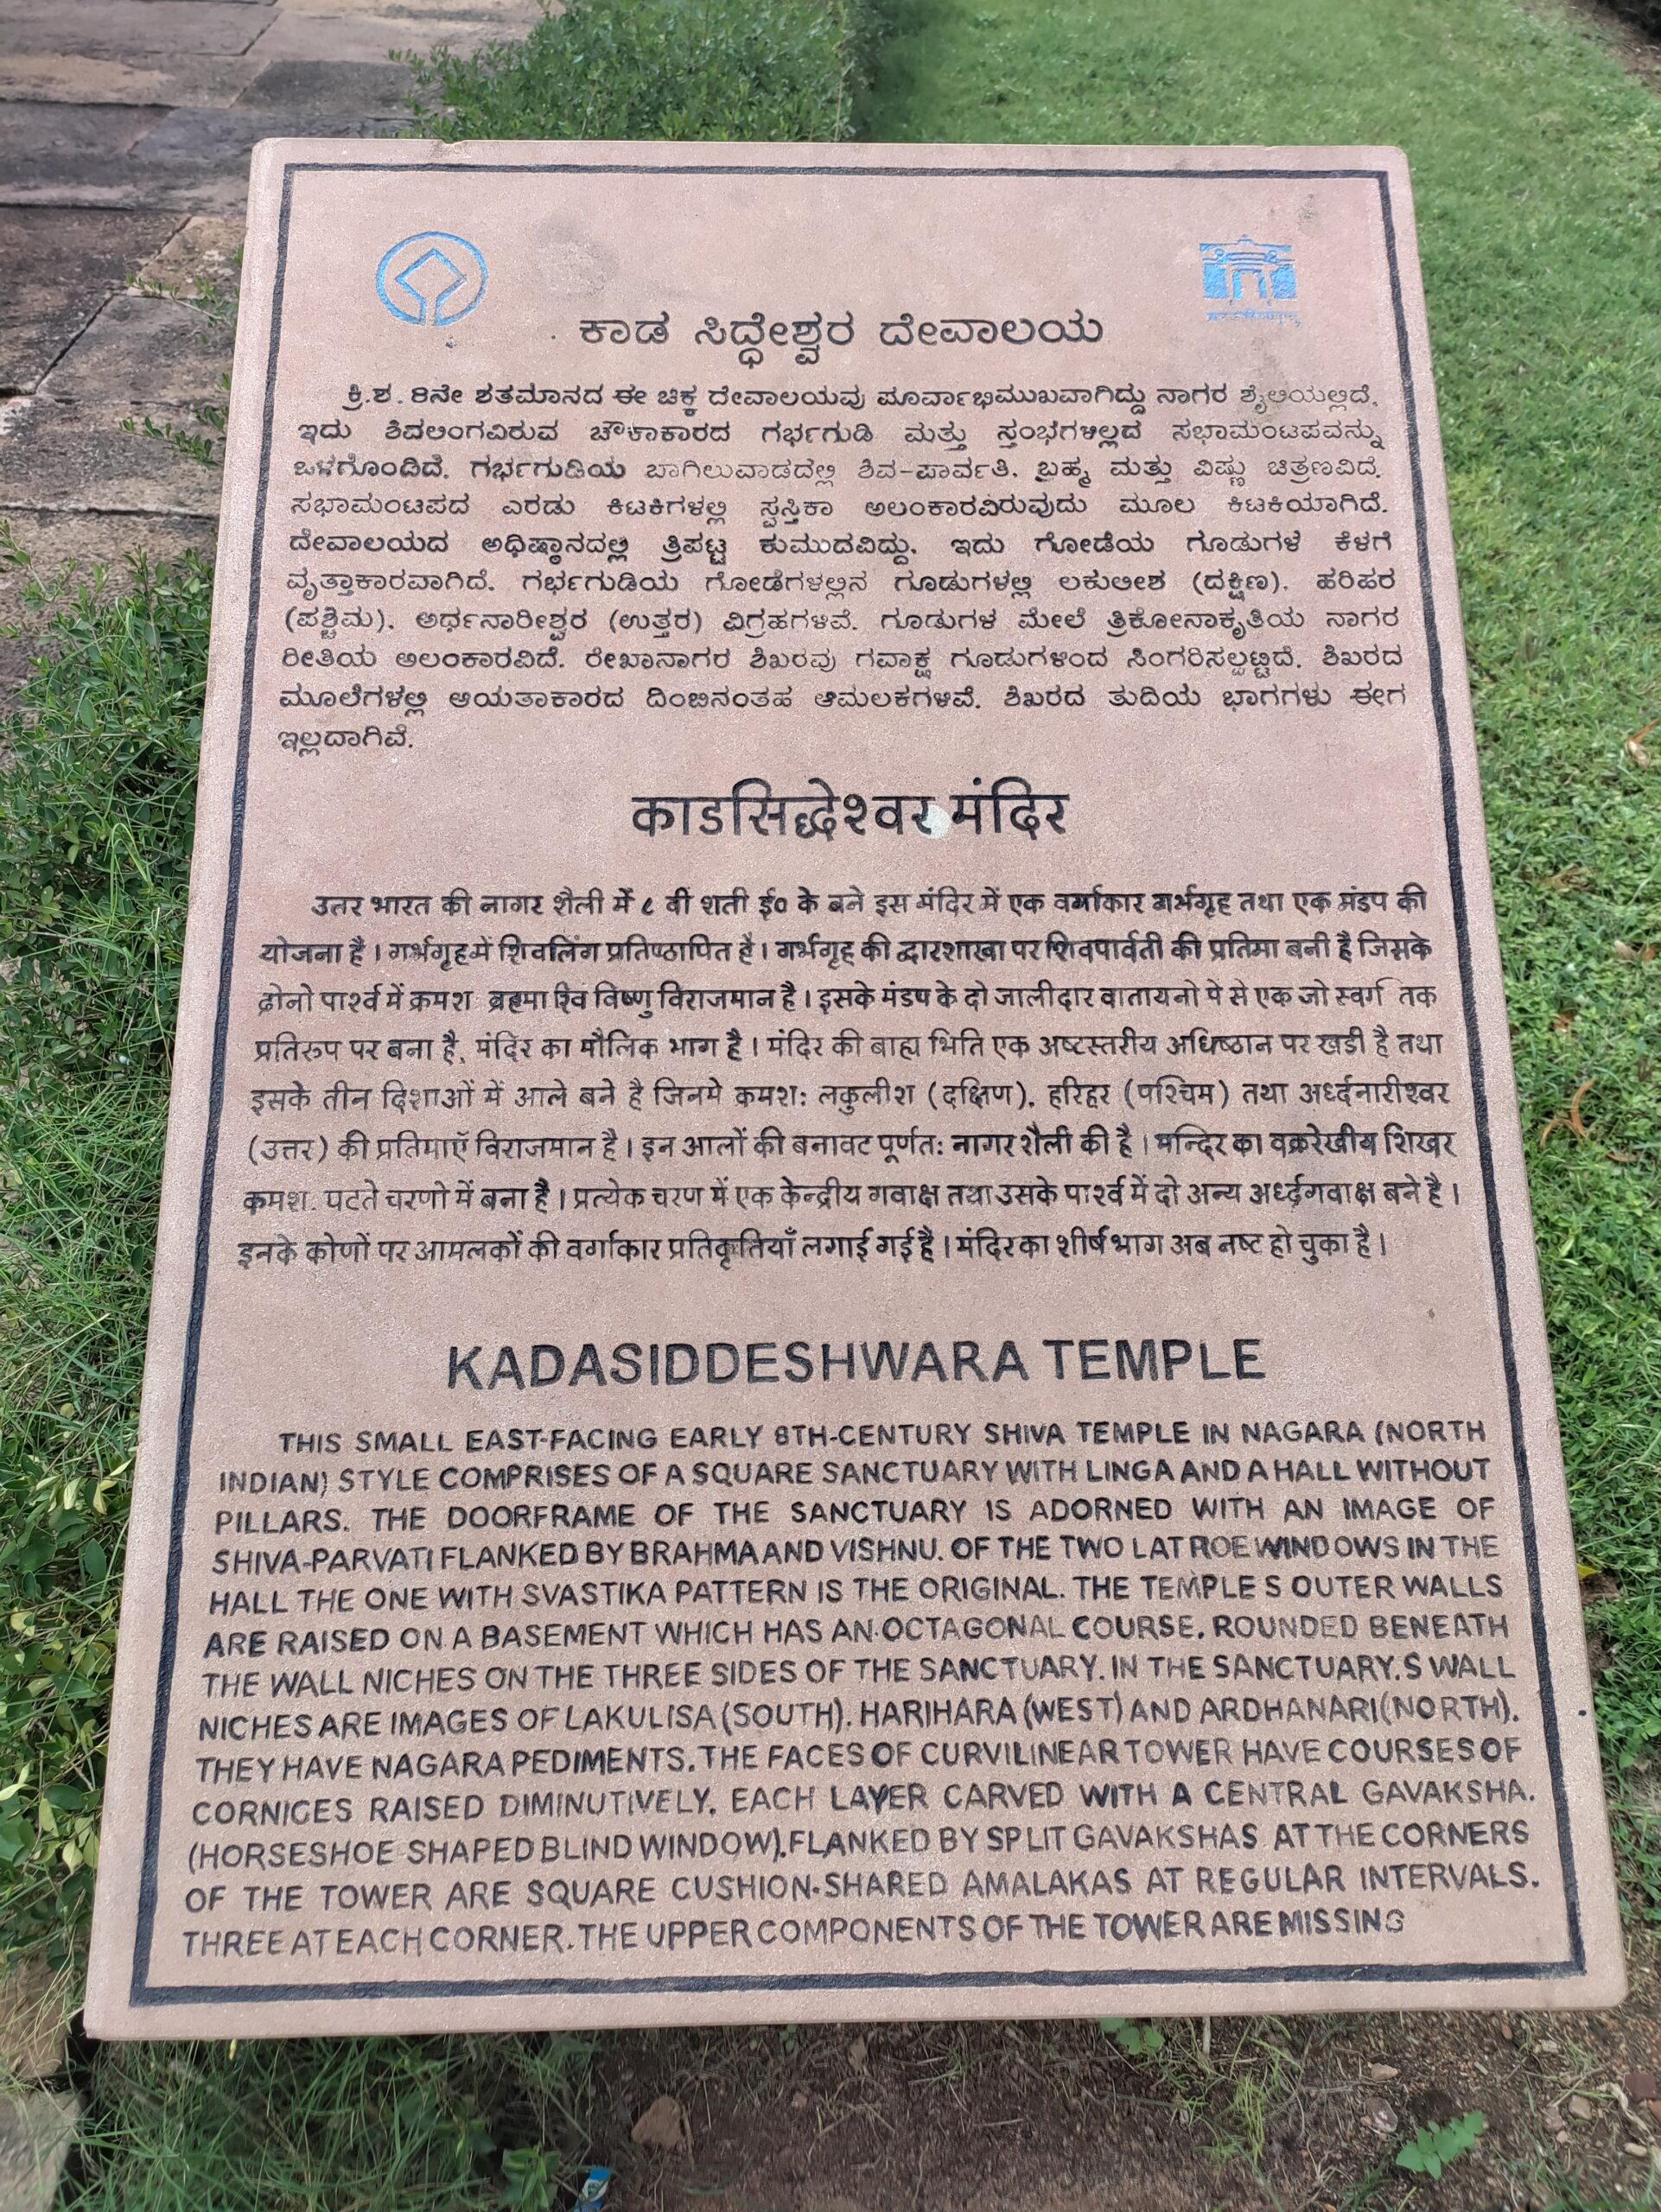 ಕಾಡ ಸಿದ್ಧೇಶ್ವರ ದೇವಾಲಯ
ಕ್ರಿ.ಶ. 8ನೇ ಶತಮಾನದ ಈ ಚಿಕ್ಕ ದೇವಾಲಯವು ಪೂರ್ವಾಭಿಮುಖವಾಗಿದ್ದು ನಾಗರ ಶೈಲಿಯಲ್ಲಿದೆ.
ಇದು ಶಿವಲಿಂಗವಿರುವ ಚೌಕಾಕಾರದ ಗರ್ಭಗುಡಿ ಮತ್ತು ಸ್ತಂಭಗಳಿಲ್ಲದ ಸಭಾಮಂಟಪವನ್ನು
ಒಳಗೊಂಡಿದೆ. ಗರ್ಭಗುಡಿಯ ಬಾಗಿಲುವಾಡದಲ್ಲಿ ಶಿವ-ಪಾರ್ವತಿ. ಬ್ರಹ್ಮ ಮತ್ತು ವಿಷ್ಣು ಚಿತ್ರಣವಿದೆ.
ಸಭಾಮಂಟಪದ ಎರಡು ಕಿಟಕಿಗಳಲ್ಲಿ ಸ್ವಸ್ತಿಕಾ ಅಲಂಕಾರವಿರುವುದು ಮೂಲ ಕಿಟಕಿಯಾಗಿದೆ.
ದೇವಾಲಯದ ಅಧಿಷ್ಠಾನದಲ್ಲಿ ತ್ರಿಪಟ್ಟ ಕುಮುದವಿದ್ದು. ಇದು ಗೋಡೆಯ ಗೂಡುಗಳ ಕೆಳಗೆ
ವೃತ್ತಾಕಾರವಾಗಿದೆ. ಗರ್ಭಗುಡಿಯ ಗೋಡೆಗಳಲ್ಲಿನ ಗೂಡುಗಳಲ್ಲಿ ಲಕುಲೀಶ (ದಕ್ಷಿಣ). ಹರಿಹರ
(ಪಶ್ಚಿಮ). ಅರ್ಧನಾರೀಶ್ವರ (ಉತ್ತರ) ವಿಗ್ರಹಗಳಿವೆ. ಗೂಡುಗಳ ಮೇಲೆ ತ್ರಿಕೋನಾಕೃತಿಯ ನಾಗರ
ರೀತಿಯ ಅಲಂಕಾರವಿದೆ. ರೇಖಾನಾಗರ ಶಿಖರವು ಗವಾಕ್ಷ ಗೂಡುಗಳಿಂದ ಸಿಂಗರಿಸಲ್ಪಟ್ಟಿದೆ. ಶಿಖರದ
ಮೂಲೆಗಳಲ್ಲಿ ಆಯತಾಕಾರದ ದಿಂಬಿನಂತಹ ಆಮಲಕಗಳಿವೆ. ಶಿಖರದ ತುದಿಯ ಭಾಗಗಳು ಈಗ
ಇಲ್ಲದಾಗಿವೆ.
काडसिद्धेश्वर मंदिर
उतर भारत की नागर शैली में ८ वी शती ई० के बने इस मंदिर में एक वर्गाकार गर्भगृह तथा एक मंडप की
योजना है। गर्भगृह में शिवलिंग प्रतिष्ठापित है। गर्भगृह की द्वारशाखा पर शिवपार्वती की प्रतिमा बनी है जिसके
दोनो पार्श्व में क्रमश ब्रहमा विष्णु विराजमान है। इसके मंडप के दो जालीदार वातायनो में से एक जो स्वर्ग तक
प्रतिरुप पर बना है, मंदिर का मौलिक भाग है। मंदिर की बाह्य भिति एक अष्टस्तरीय अधिष्ठान पर खडी है तथा
इसके तीन दिशाओं में आले बने है जिनमे क्रमशः लकुलीश (दक्षिण). हरिहर (पश्चिम) तथा अर्ध्दनारीश्वर
(उत्तर) की प्रतिमाएँ विराजमान है। इन आलों की बनावट पूर्णतः नागर शैली की है। मन्दिर का वक्ररेखीय शिखर
क्रमश. घटते चरणो में बना है। प्रत्येक चरण में एक केन्द्रीय गवाक्ष तथा उसके पार्श्व में दो अन्य अर्ध्दगवाक्ष बने है।
इनके कोणों पर आमलकों की वर्गाकार प्रतिकृतियाँ लगाई गई है। मंदिर का शीर्ष भाग अब नष्ट हो चुका है।
KADASIDDESHWARA TEMPLE
THIS SMALL EAST-FACING EARLY 8TH-CENTURY SHIVA TEMPLE IN NAGARA (NORTH
INDIAN) STYLE COMPRISES OF A SQUARE SANCTUARY WITH LINGA AND A HALL WITHOUT
PILLARS. THE DOORFRAME OF THE SANCTUARY IS ADORNED WITH AN IMAGE OF
SHIVA-PARVATI FLANKED BY BRAHMA AND VISHNU. OF THE TWO LATROE WINDOWS IN THE
HALL THE ONE WITH SVASTIKA PATTERN IS THE ORIGINAL. THE TEMPLE S OUTER WALLS
ARE RAISED ON A BASEMENT WHICH HAS AN OCTAGONAL COURSE. ROUNDED BENEATH
THE WALL NICHES ON THE THREE SIDES OF THE SANCTUARY. IN THE SANCTUARY.S WALL
NICHES ARE IMAGES OF LAKULISA (SOUTH). HARIHARA (WEST) AND ARDHANARI (NORTH).
THEY HAVE NAGARA PEDIMENTS. THE FACES OF CURVILINEAR TOWER HAVE COURSES OF
CORNICES RAISED DIMINUTIVELY. EACH LAYER CARVED WITH A CENTRAL GAVAKSHA.
(HORSESHOE SHAPED BLIND WINDOW). FLANKED BY SPLIT GAVAKSHAS AT THE CORNERS
OF THE TOWER ARE SQUARE CUSHION-SHARED AMALAKAS AT REGULAR INTERVALS.
THREE AT EACH CORNER. THE UPPER COMPONENTS OF THE TOWER ARE MISSING